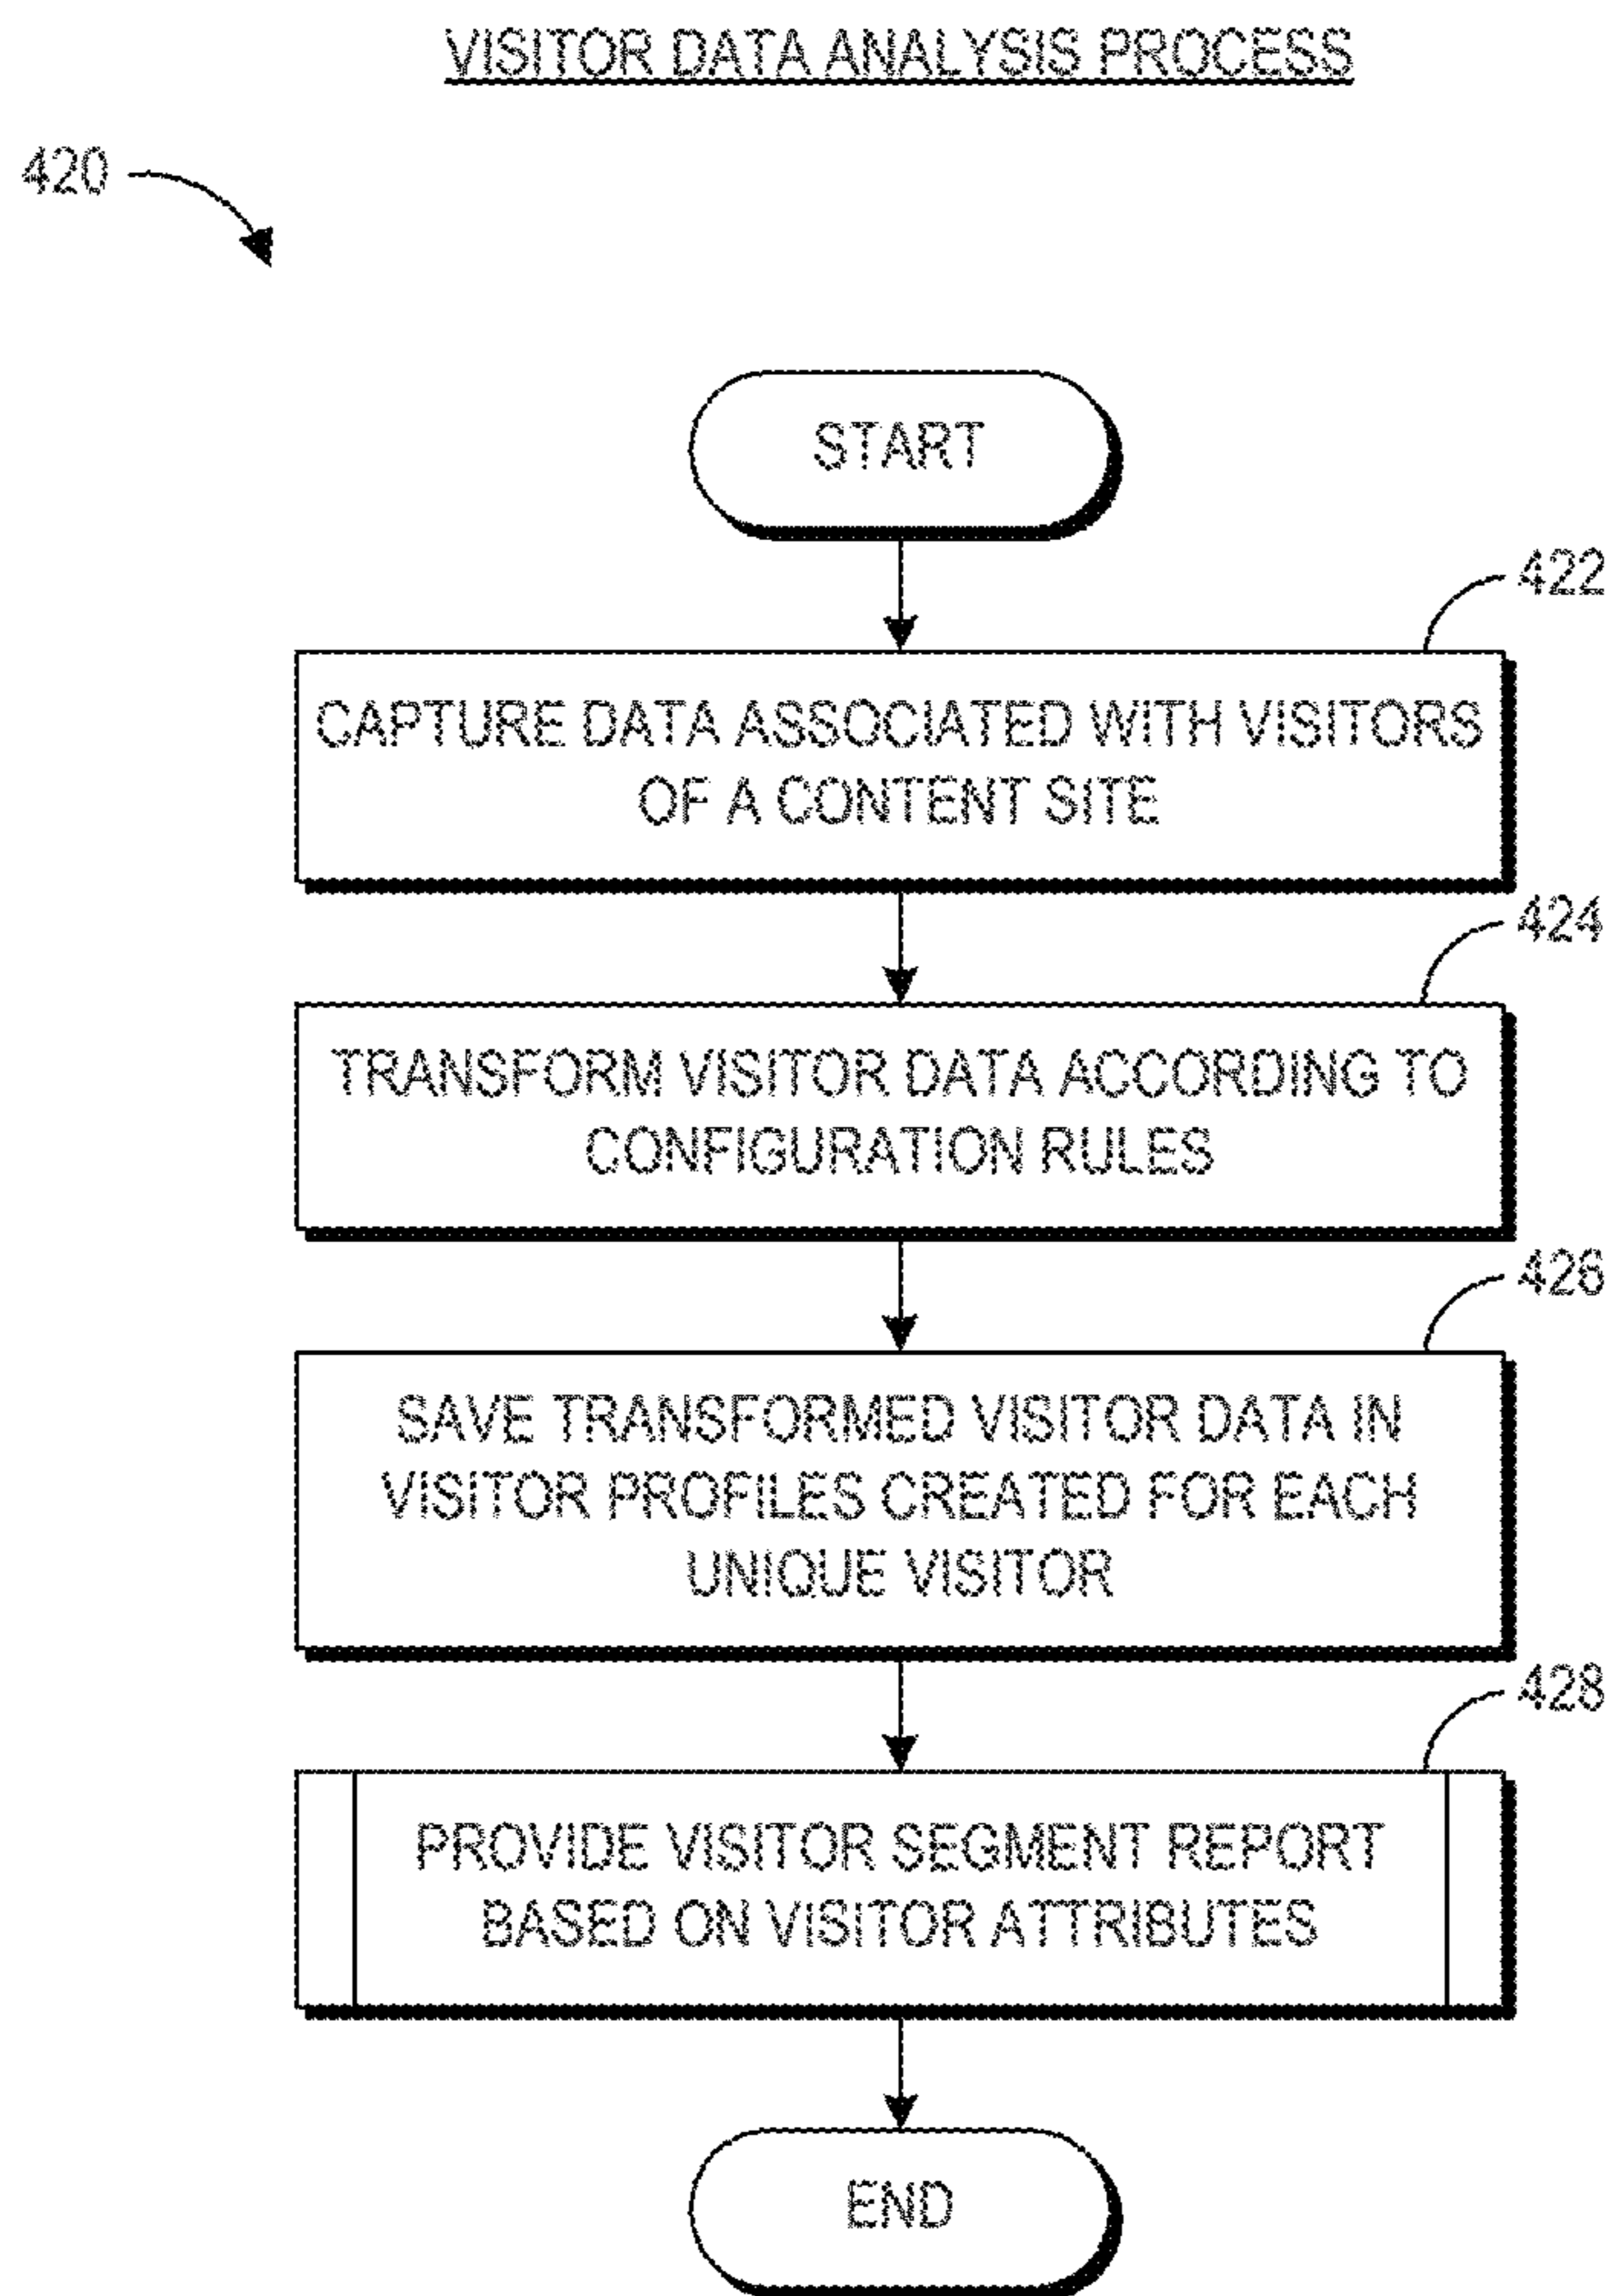 VISITOR DATA ANALYSIS PROCESS
420
START
422
CAPTURE DATA ASSOCIATED WITH VISITORS
OF A CONTENT SITE
424
TRANSFORM VISITOR DATA ACCORDING TO
CONFIGURATION RULES
426
SAVE TRANSFORMED VISITOR DATA IN
VISITOR PROFILES CREATED FOR EACH
UNIQUE VISITOR
428
PROVIDE VISITOR SEGMENT REPORT
BASED ON VISITOR ATTRIBUTES
END